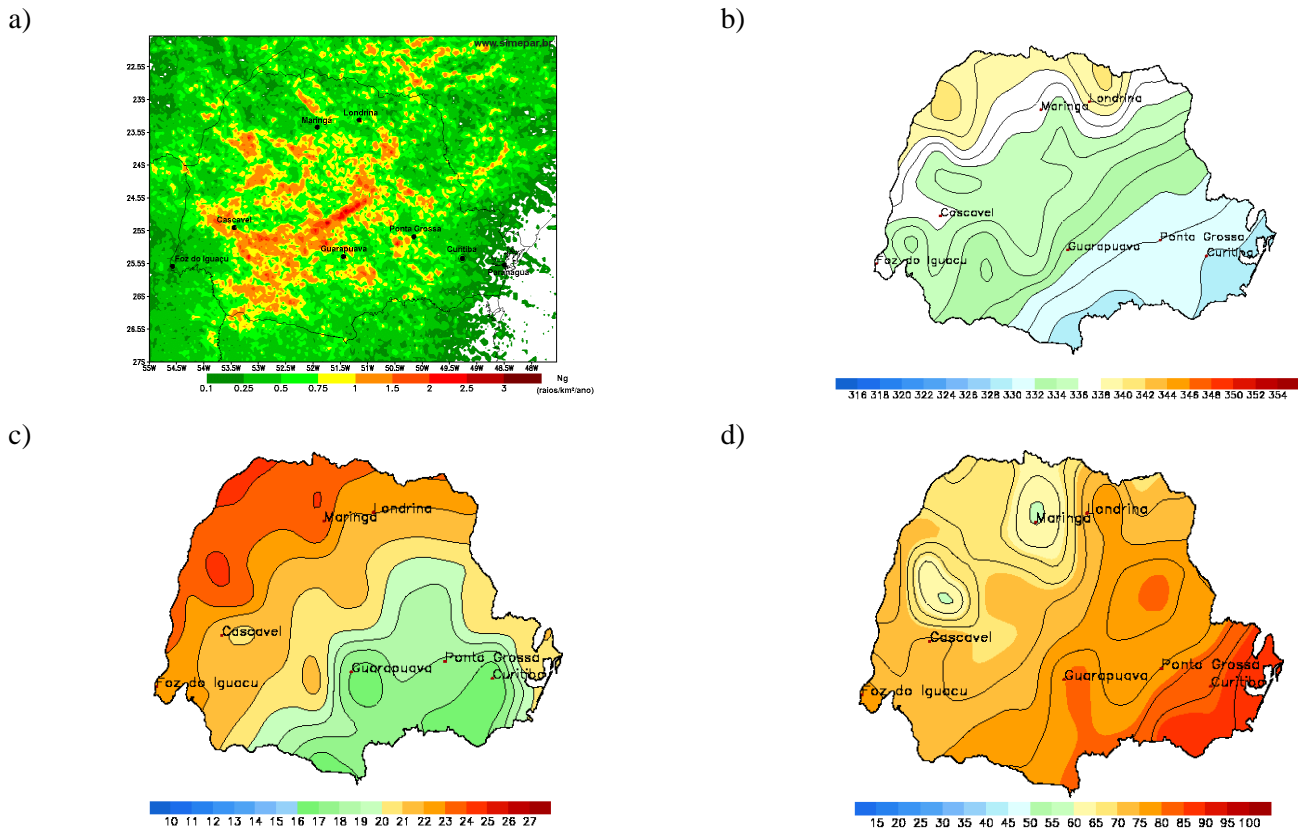 a)
b)
www.simepar.br
22.5S
23.5S
24S
24.5S
25S
25.5S
26S
26.5S
27S
Londrina
Maringá
Cascavel
Ponta Grossa
Guarapuava
Curitiba
Foz do Iguaçu
Paranaguá
55W 54.5W 54W 53.5W 53W 52.5W 52W 51.5W 51W 50.5W 50W 49.5W 49W 48.5W 48W
0.1 0.25 0.5 0.75 1 1.5 2 2.5 3
Ng
(raios/km²/ano)
Londrina
Maringa
Cascavel
Ponta Grossa
Guarapuava
Curitiba
Foz do Iguacu
316 318 320 322 324 326 328 330 332 334 336 338 340 342 344 346 348 350 352 354
c)
d)
Londrina
Maringa
Cascavel
Ponta Grossa
Guarapuava
Curitiba
Foz do Iguacu
10 12 13 14 15 16 17 18 19 20 21 22 23 24 25 26 27
Londrina
Maringa
Cascavel
Ponta Grossa
Guarapuava
Curitiba
Foz do Iguacu
15 20 30 40 45 50 55 60 65 70 75 80 85 90 95 100